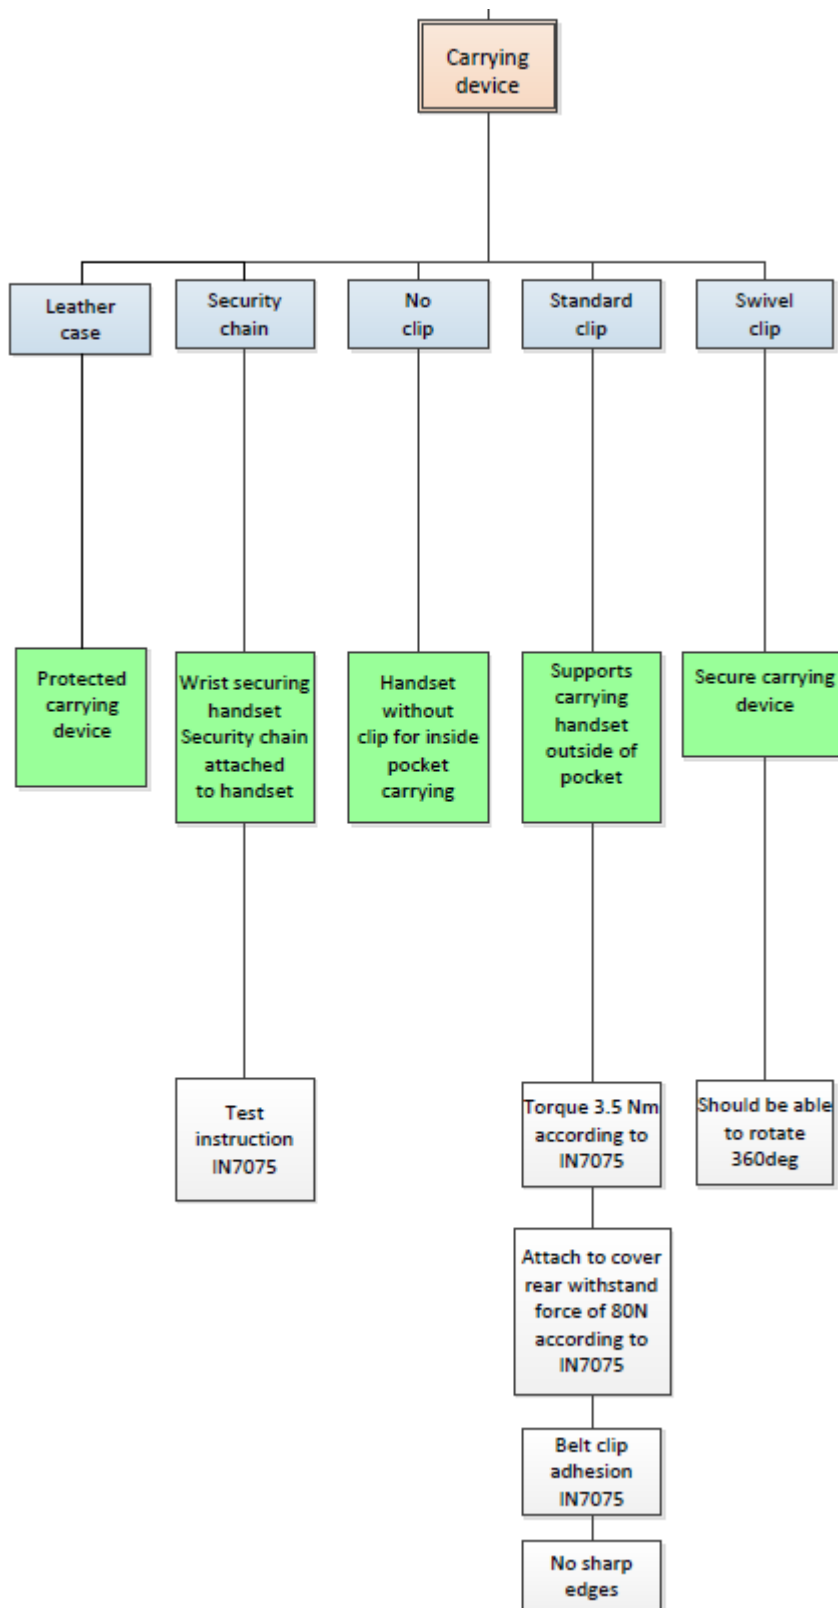 Carrying
device
Leather
case
Security
chain
No
clip
Standard
clip
Swivel
clip
Protected
carrying
device
Wrist securing
handset
Security chain
attached
to handset
Handset
without
clip for inside
pocket
carrying
Supports
carrying
handset
outside of
pocket
Secure carrying
device
Test
instruction
IN7075
Torque 3.5 Nm
according to
IN7075
Should be able
to rotate
360deg
Attach to cover
rear withstand
force of 80N
according to
IN7075
Belt clip
adhesion
IN7075
No sharp
edges